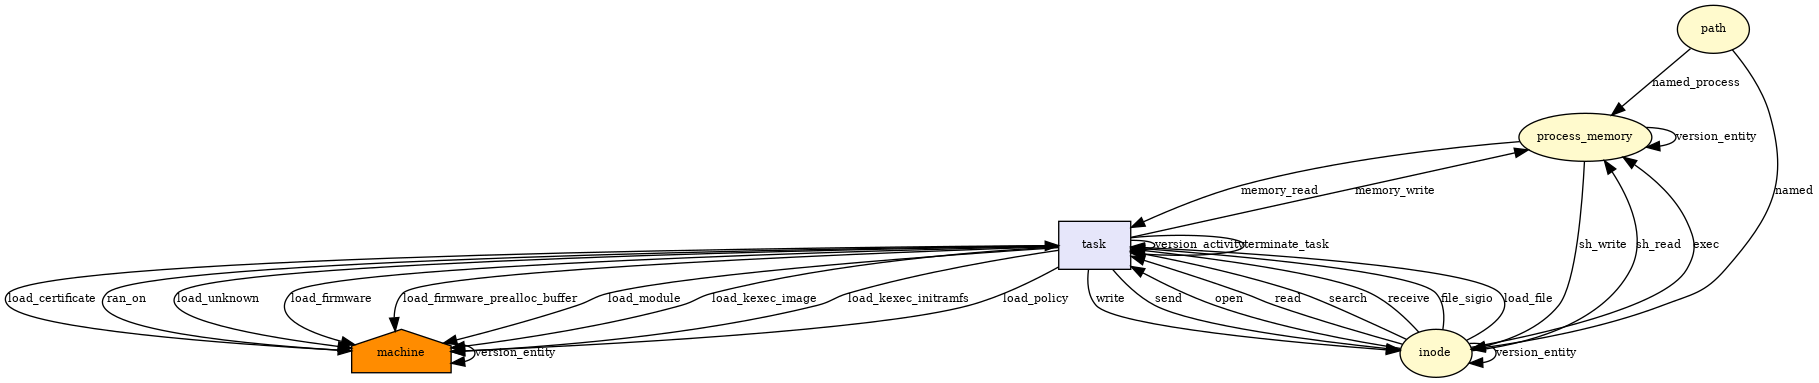 path
named_process
process_memory
version_entity
memory_read
memory_write
named
task
version_activity
terminate_task
sh_write
sh_read
exec
load_certificate
ran_on
load_unknown
load_firmware
load_firmware_prealloc_buffer
load_module
load_kexec_image
load_kexec_initramfs
load_policy
write
send
open
read
search
receive
file_sigio
load_file
machine
version_entity
inode
version_entity